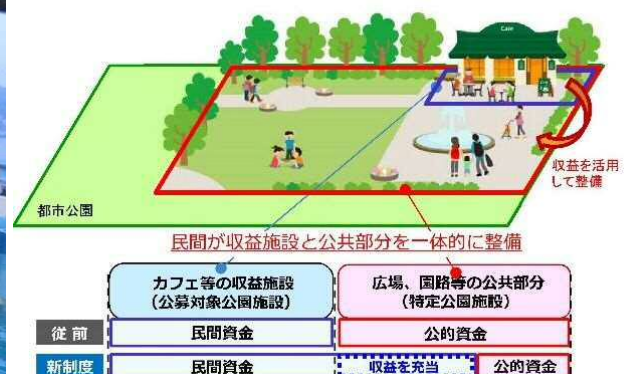 Cafe
収益を活用
して整備
都市公園
民間が収益施設と公共部分を一体的に整備
カフェ等の収益施設
(公募対象公園施設)
広場、園路等の公共部分
(特定公園施設)
従前
民間資金
公的資金
新制度
民間資金
収益を充当
公的資金